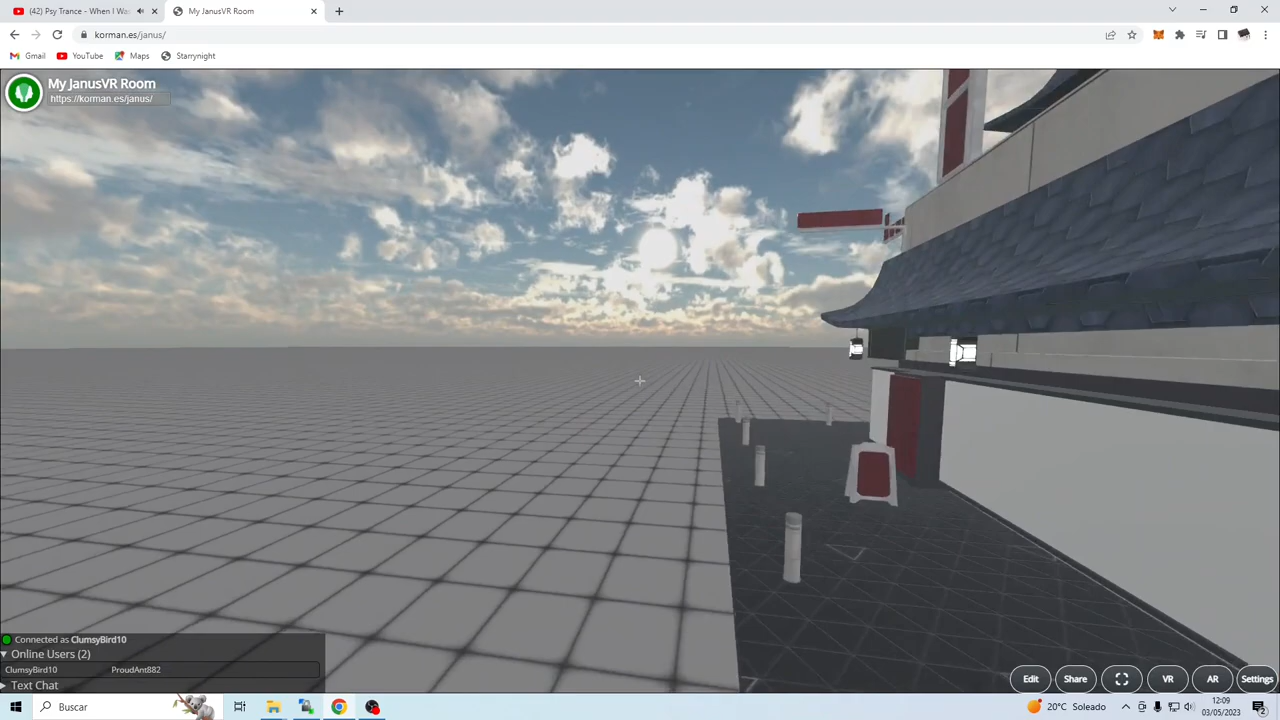 (42) Psy Trance - When I Wa
My JanusVR Room
korman.es/janus/
Gmail
YouTube
Maps
Starrynight
My JanusVR Room
https://korman.es/janus/
Connected as ClumsyBird10
Online Users (2)
ClumsyBird10 ProudAnt882
Text Chat
Edit
Share
VR
AR
Settings
Buscar
20°C Soleado
12:09
03/05/2023
2